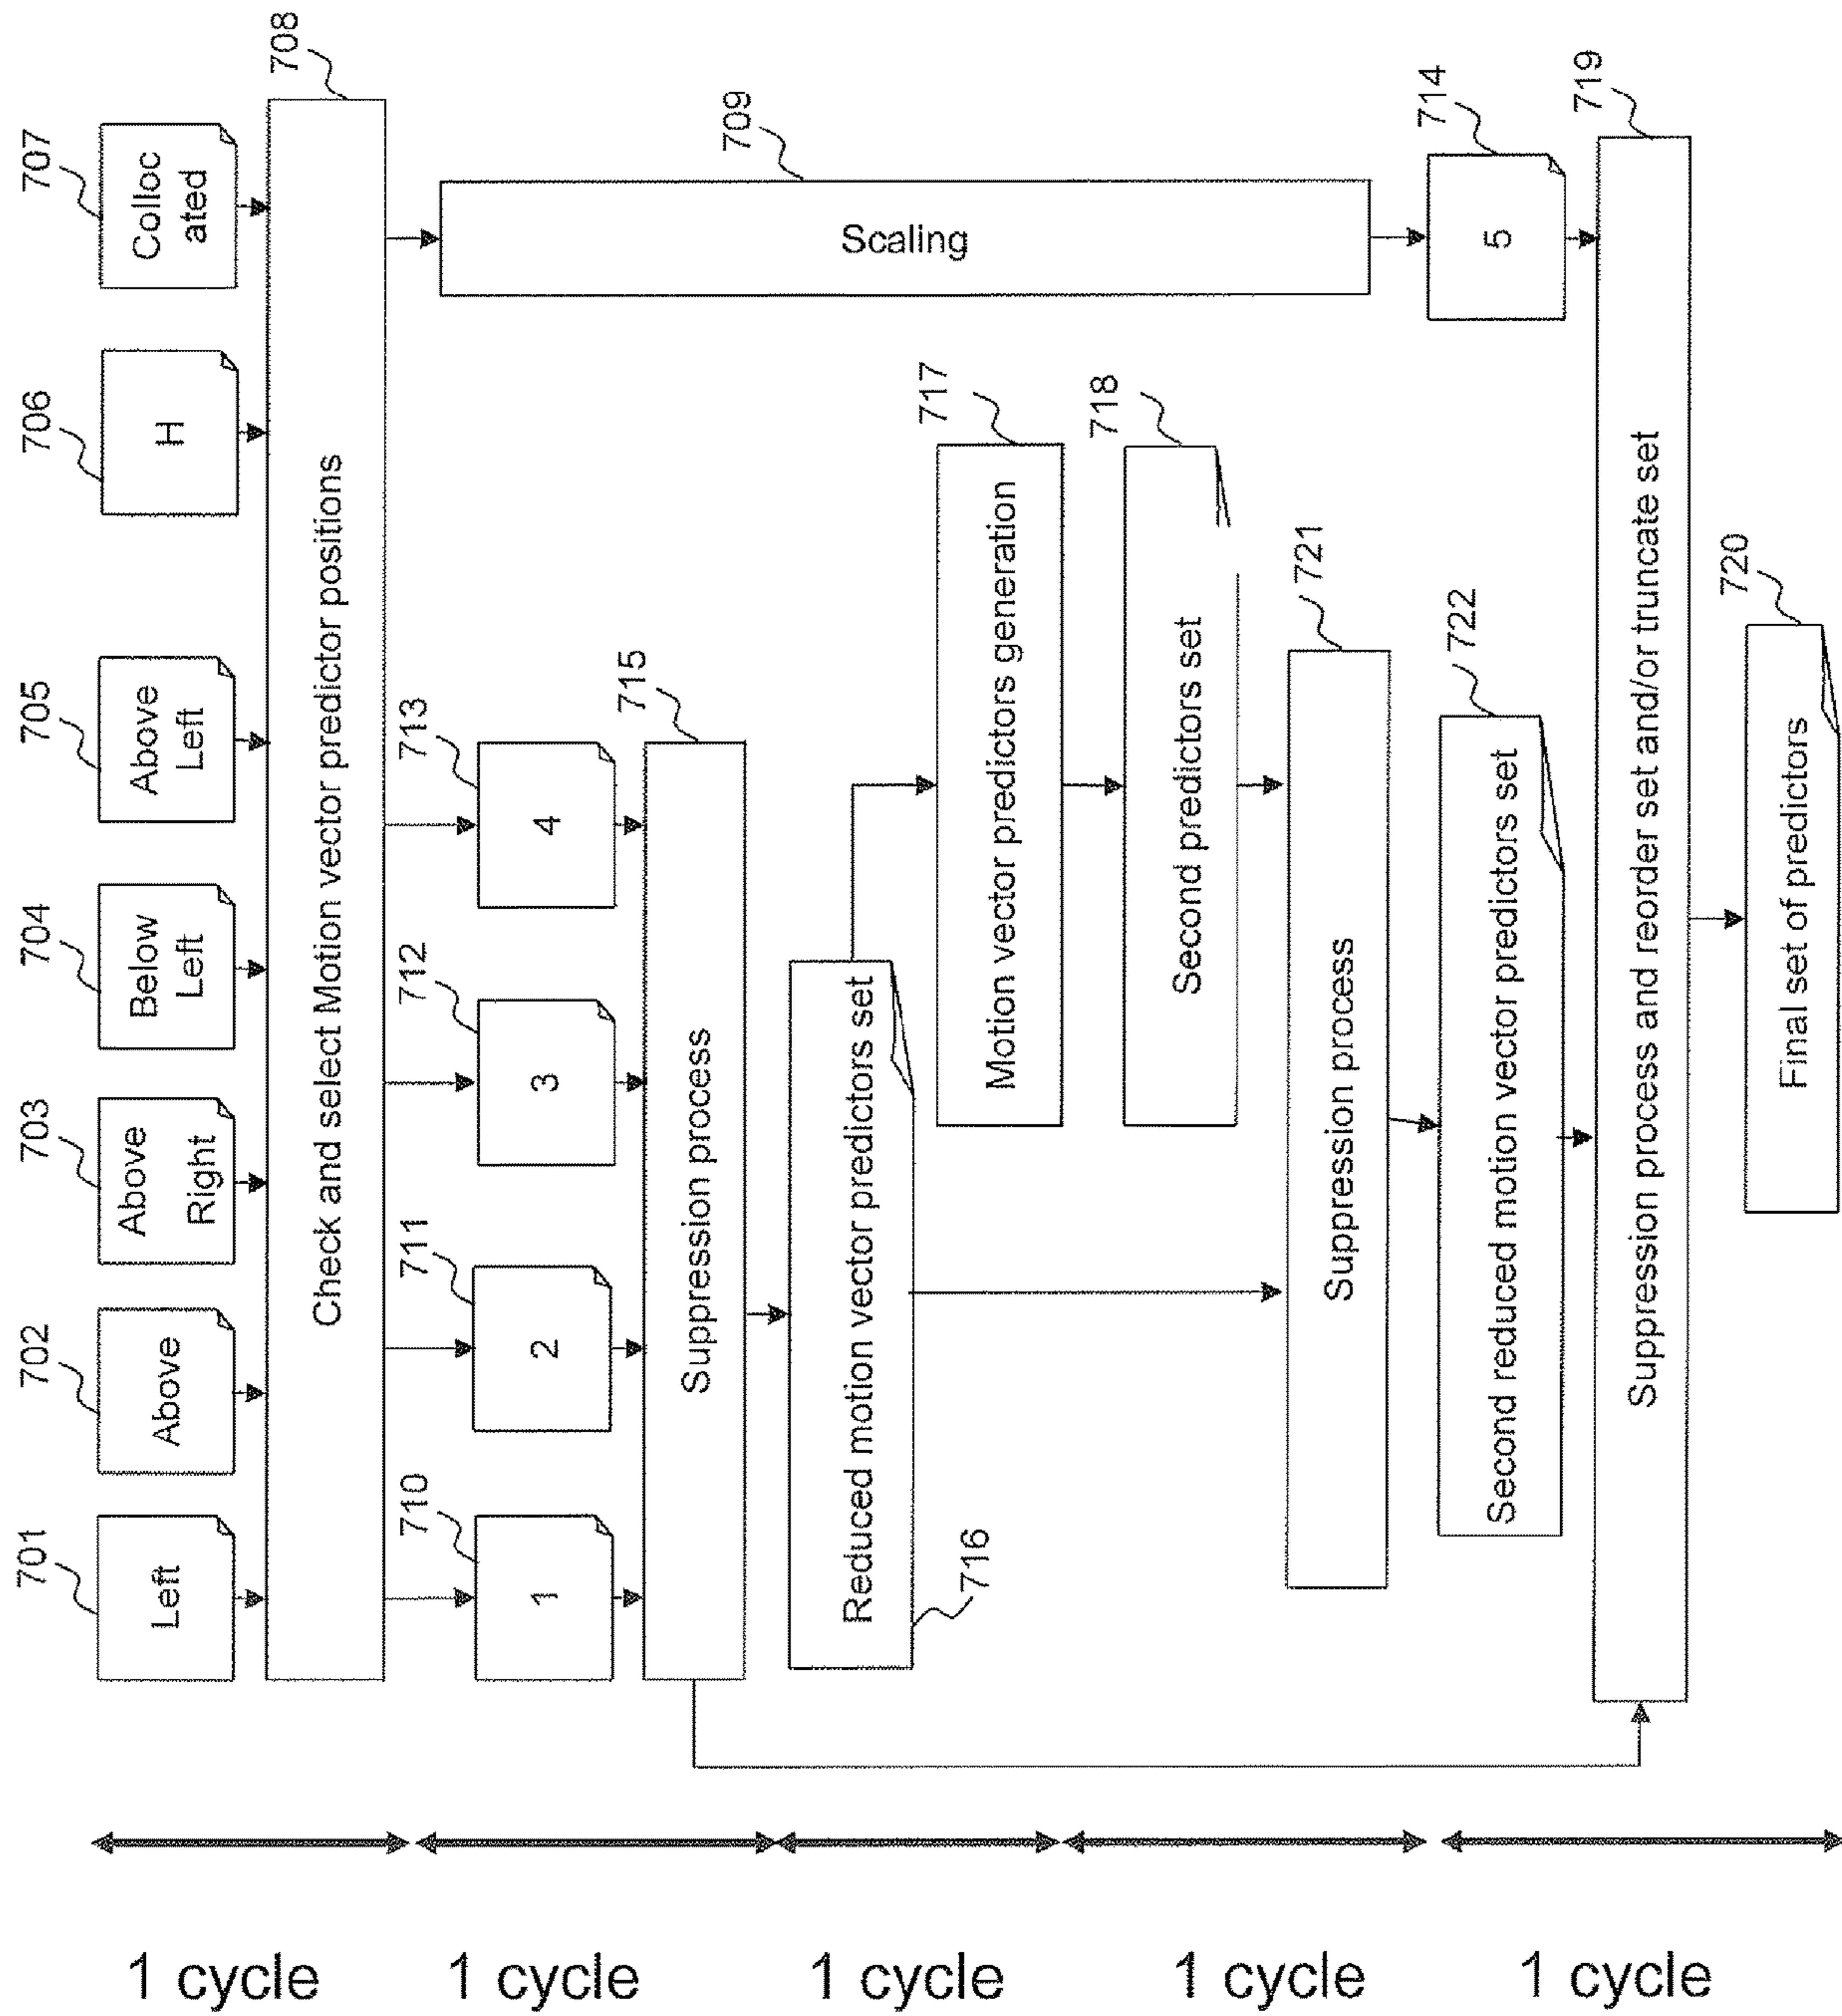 701
702
703
704
705
706
707
Left
Above
Above
Right
Below
Left
Above
Left
H
Colloc
ated
708
Check and select Motion vector predictor positions
710
711
712
713
709
1
2
3
4
Scaling
715
Suppression process
Reduced motion vector predictors set
716
717
Motion vector predictors generation
718
Second predictors set
721
Suppression process
722
Second reduced motion vector predictors set
714
5
719
Suppression process and reorder set and/or truncate set
720
Final set of predictors
1 cycle
1 cycle
1 cycle
1 cycle
1 cycle